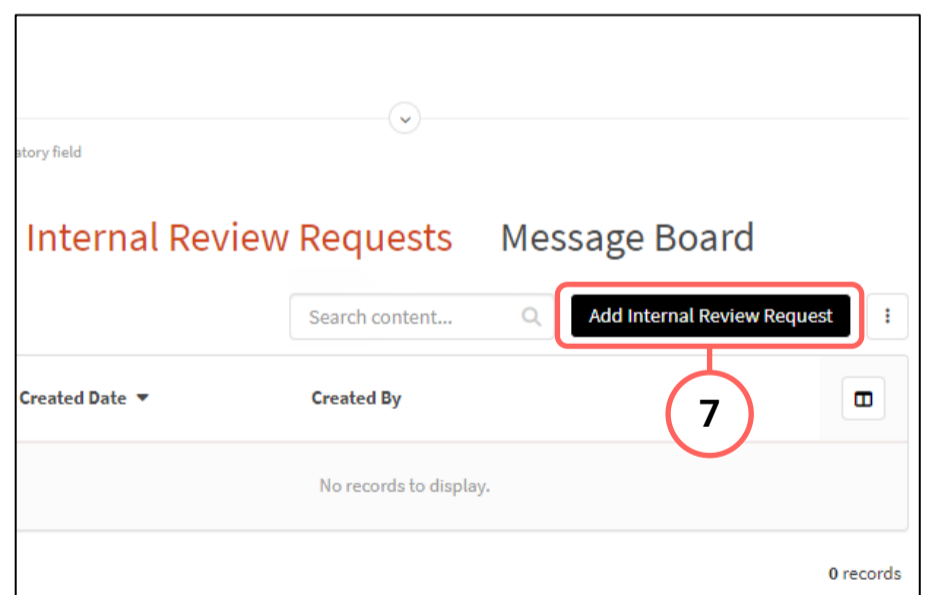 atory field
Internal Review Requests Message Board
Search content... Add Internal Review Request
Created Date Created By
7
No records to display.
0 records